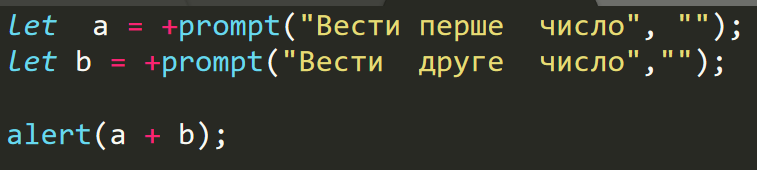 let  a = +prompt("Вести перше  число", "");
let b = +prompt("Вести  друге  число","");
alert(a + b);